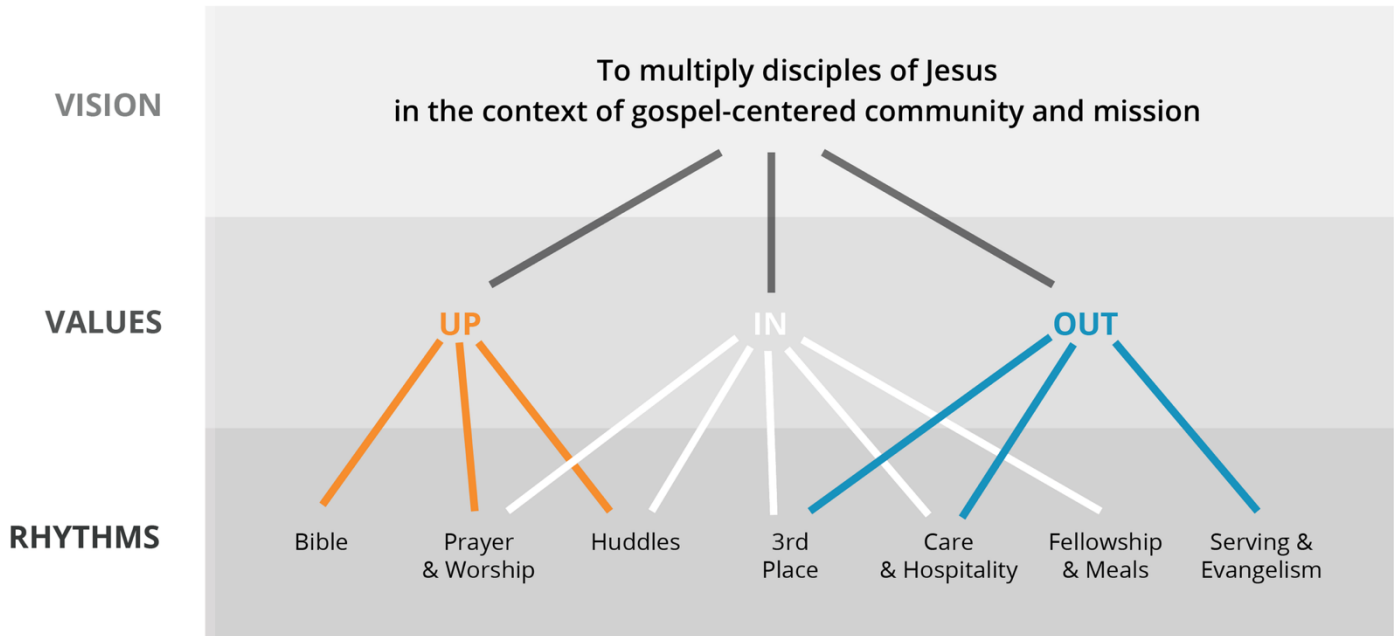 VISION
To multiply disciples of Jesus
in the context of gospel-centered community and mission
VALUES
UP
IN
OUT
RHYTHMS
Bible
Prayer
& Worship
Huddles
3rd
Place
Care
& Hospitality
Fellowship
& Meals
Serving &
Evangelism